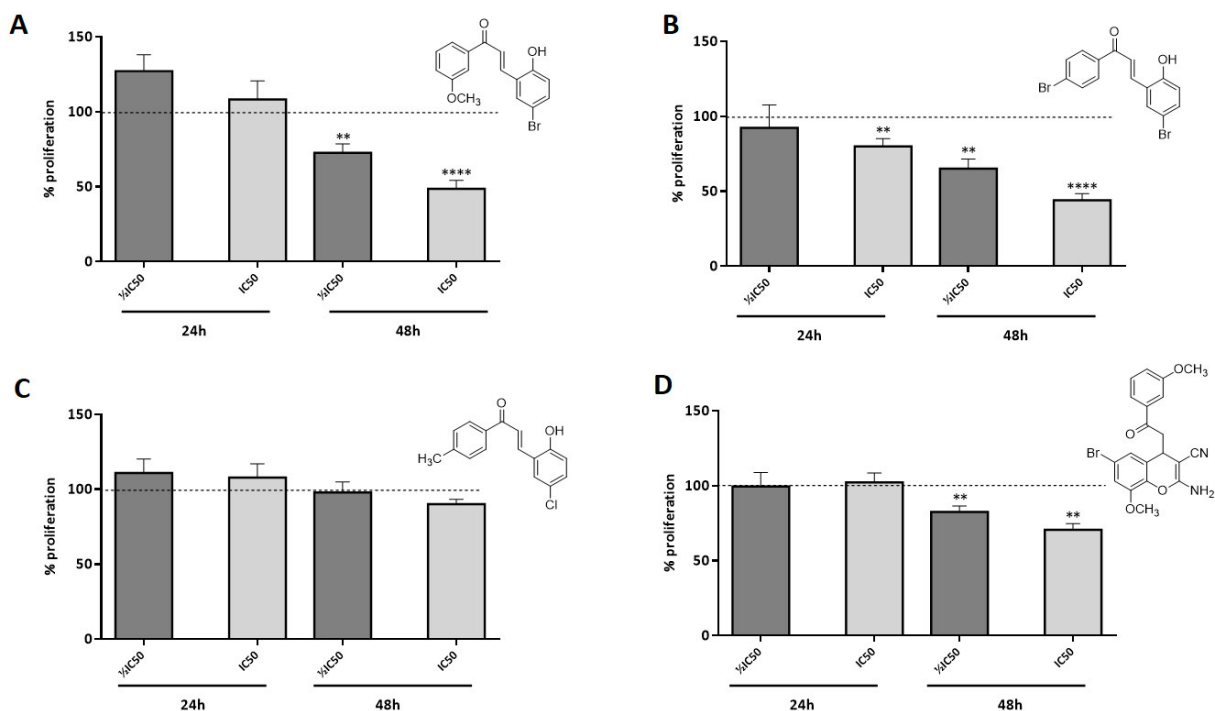 A
% proliferation
150
100
50
0
**
****
½IC50
IC50
½IC50
IC50
24h
48h
O
OH
OCH3
Br
B
% proliferation
150
100
50
0
**
**
****
½IC50
IC50
½IC50
IC50
24h
48h
O
OH
Br
Br
C
% proliferation
150
100
50
0
½IC50
IC50
½IC50
IC50
24h
48h
O
OH
H3C
Cl
D
% proliferation
150
100
50
0
**
**
½IC50
IC50
½IC50
IC50
24h
48h
OCH3
O
Br
CN
O
NH2
OCH3